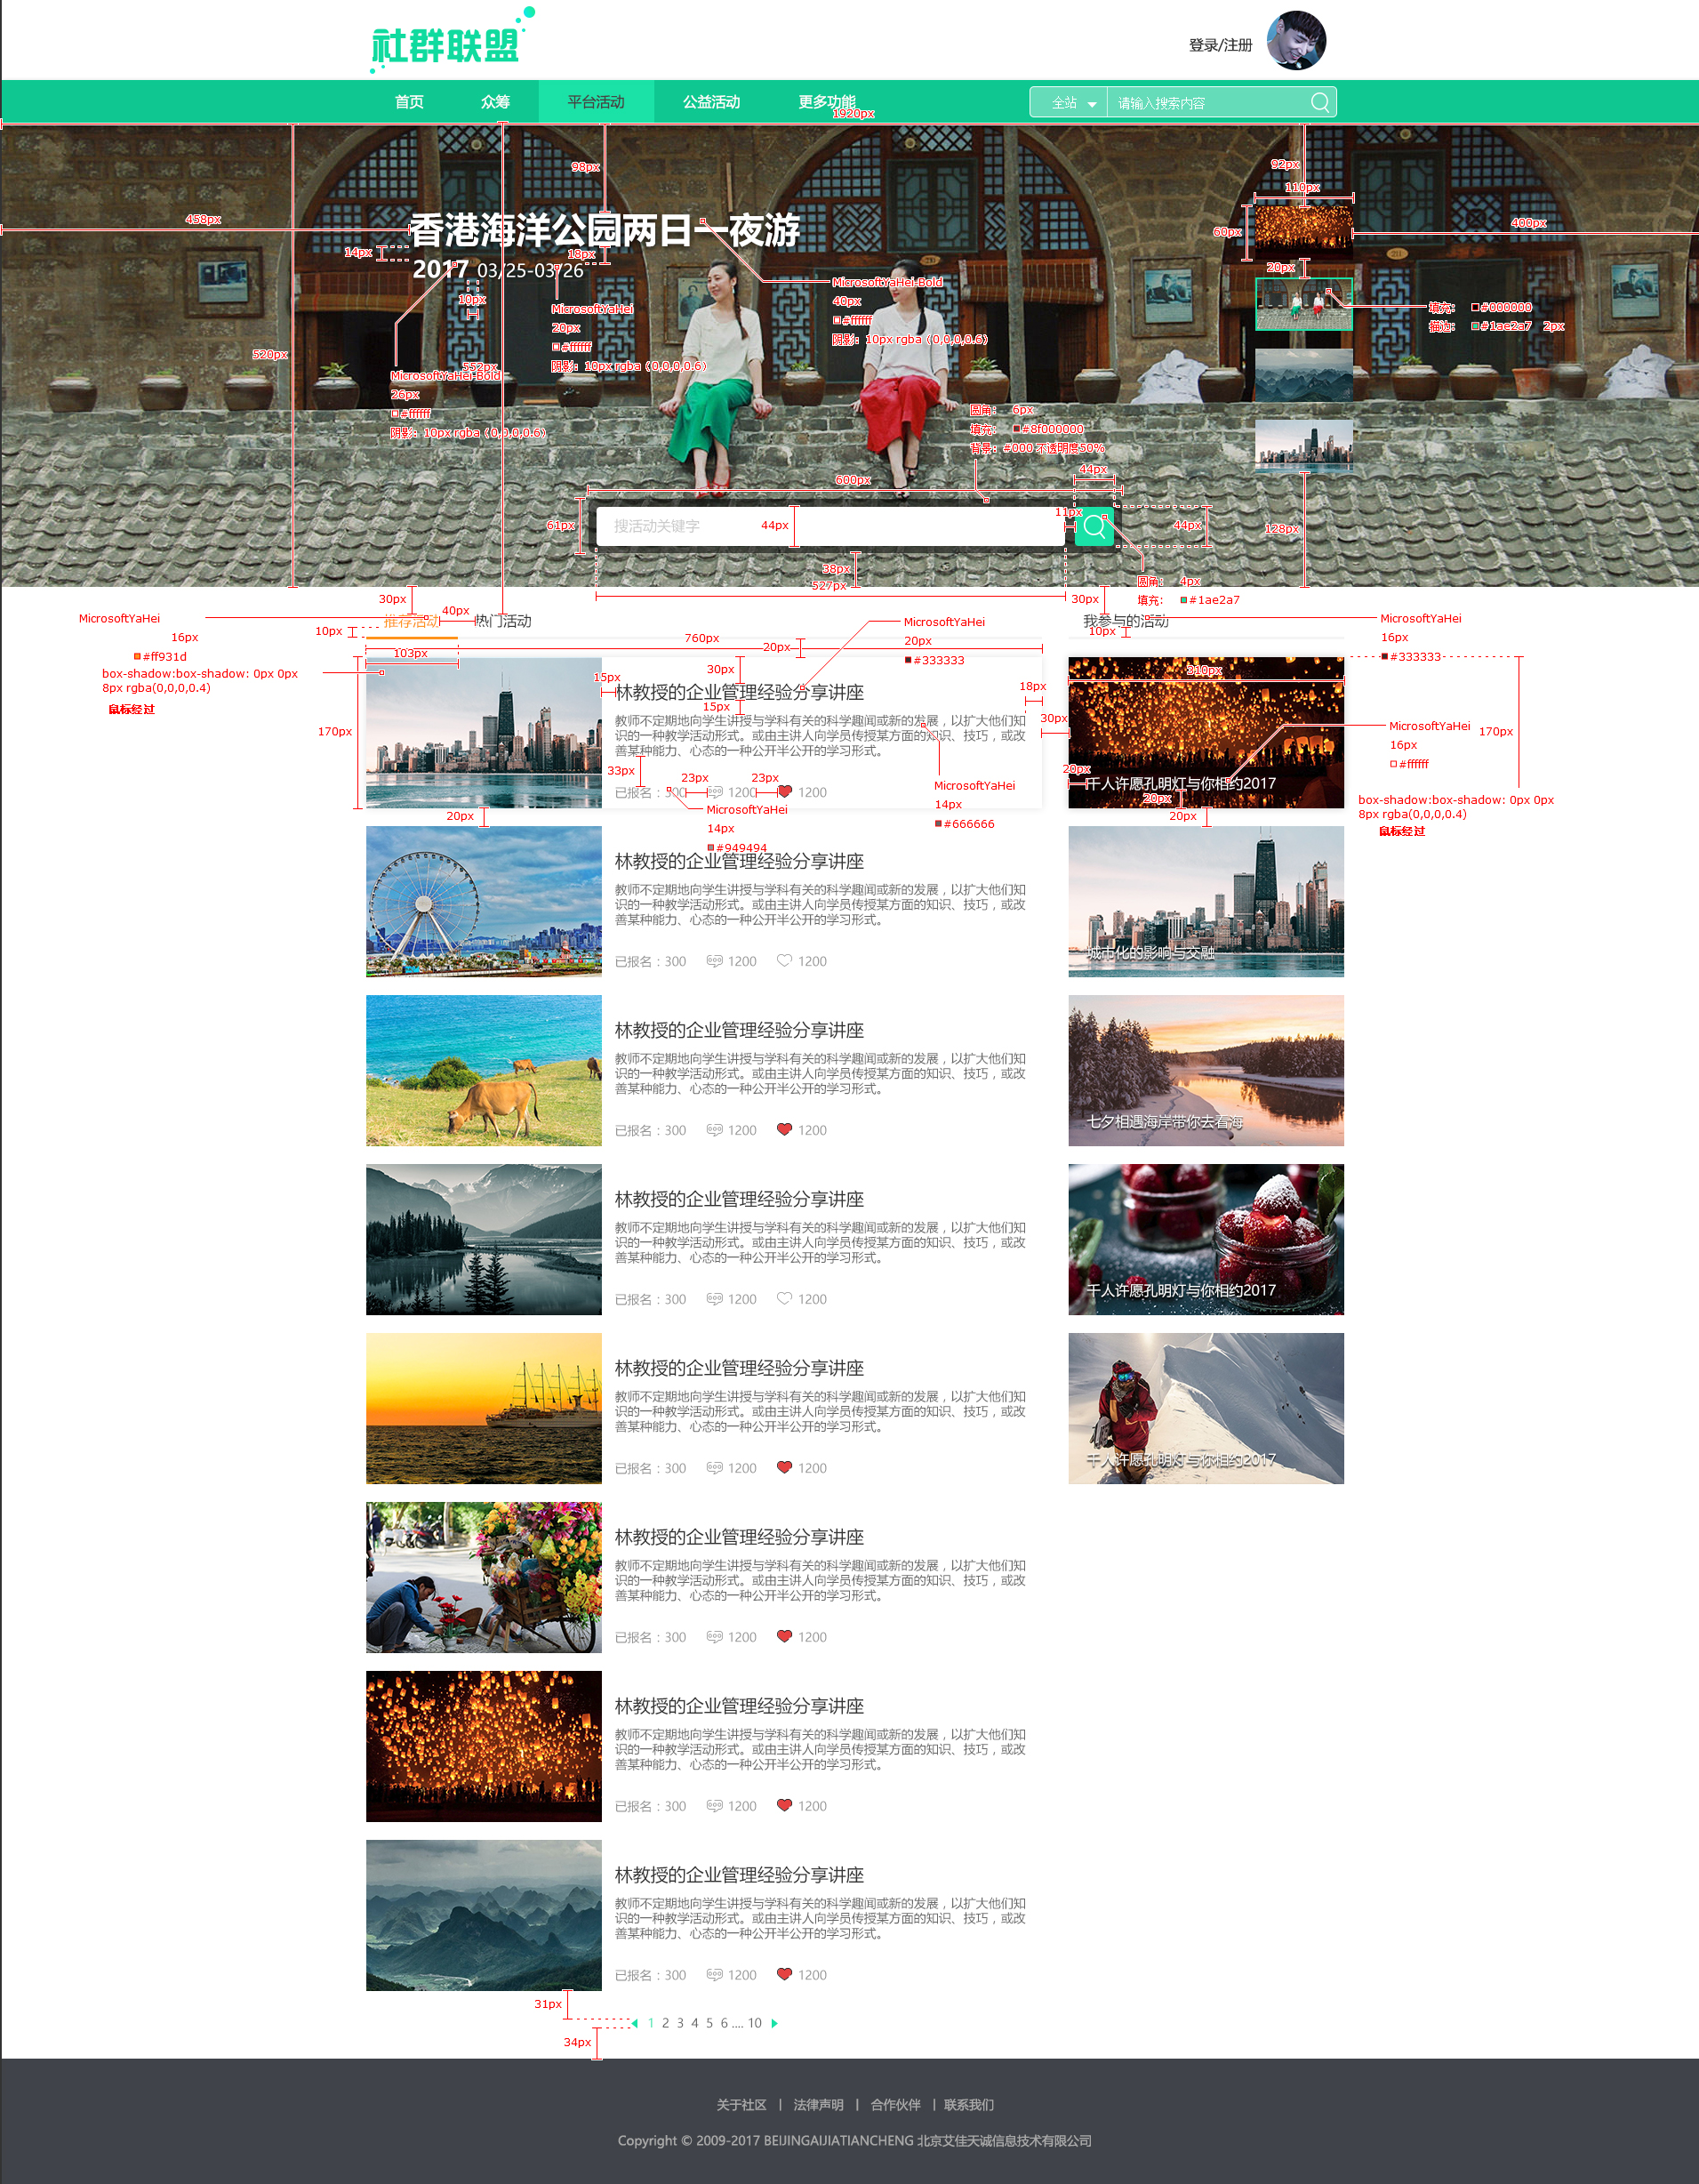 社群联盟
登录/注册
首页 众筹 平台活动 公益活动 更多功能 全站 请输入搜索内容
1920px
98px
92px
110px
458px
香港海洋公园两日一夜游
400px
60px
14px
18px
2017 03/25-03/26
20px
10px
MicrosoftYaHei-Bold
40px
#ffffff
阴影: 10px rgba (0,0,0,0.6)
MicrosoftYaHei
20px
#ffffff
阴影: 10px rgba (0,0,0,0.6)
填充: #000000
描边: #1ae2a7 2px
520px
552px
MicrosoftYaHei-Bold
26px
#ffffff
阴影: 10px rgba (0,0,0,0.6)
圆角: 6px
填充: #8f000000
背景: #000 不透明度50%
44px
600px
11px
61px
搜活动关键字
44px
44px
128px
38px
527px
圆角: 4px
填充: #1ae2a7
30px
30px
40px
推荐活动 热门活动
我参与的活动
MicrosoftYaHei
16px
#ff931d
box-shadow:box-shadow: 0px 0px
8px rgba(0,0,0,0.4)
鼠标经过
10px
103px
760px
20px
MicrosoftYaHei
20px
#333333
10px
MicrosoftYaHei
16px
#333333
30px
15px
林教授的企业管理经验分享讲座
15px
18px
310px
教师不定期地向学生讲授与学科有关的科学趣闻或新的发展，以扩大他们知
识的一种教学活动形式。或由主讲人向学员传授某方面的知识、技巧，或改
善某种能力、心态的一种公开半公开的学习形式。
30px
170px
170px
MicrosoftYaHei
16px
#ffffff
33px
23px
23px
已报名：300 1200 1200
MicrosoftYaHei
14px
#949494
MicrosoftYaHei
14px
#666666
20px
千人许愿孔明灯与你相约2017
20px
20px
20px
box-shadow:box-shadow: 0px 0px
8px rgba(0,0,0,0.4)
鼠标经过
林教授的企业管理经验分享讲座
教师不定期地向学生讲授与学科有关的科学趣闻或新的发展，以扩大他们知
识的一种教学活动形式。或由主讲人向学员传授某方面的知识、技巧，或改
善某种能力、心态的一种公开半公开的学习形式。
已报名：300 1200 1200
城市化的影响与交融
林教授的企业管理经验分享讲座
教师不定期地向学生讲授与学科有关的科学趣闻或新的发展，以扩大他们知
识的一种教学活动形式。或由主讲人向学员传授某方面的知识、技巧，或改
善某种能力、心态的一种公开半公开的学习形式。
已报名：300 1200 1200
七夕相遇海岸带你去看海
林教授的企业管理经验分享讲座
教师不定期地向学生讲授与学科有关的科学趣闻或新的发展，以扩大他们知
识的一种教学活动形式。或由主讲人向学员传授某方面的知识、技巧，或改
善某种能力、心态的一种公开半公开的学习形式。
已报名：300 1200 1200
千人许愿孔明灯与你相约2017
林教授的企业管理经验分享讲座
教师不定期地向学生讲授与学科有关的科学趣闻或新的发展，以扩大他们知
识的一种教学活动形式。或由主讲人向学员传授某方面的知识、技巧，或改
善某种能力、心态的一种公开半公开的学习形式。
已报名：300 1200 1200
千人许愿孔明灯与你相约2017
林教授的企业管理经验分享讲座
教师不定期地向学生讲授与学科有关的科学趣闻或新的发展，以扩大他们知
识的一种教学活动形式。或由主讲人向学员传授某方面的知识、技巧，或改
善某种能力、心态的一种公开半公开的学习形式。
已报名：300 1200 1200
林教授的企业管理经验分享讲座
教师不定期地向学生讲授与学科有关的科学趣闻或新的发展，以扩大他们知
识的一种教学活动形式。或由主讲人向学员传授某方面的知识、技巧，或改
善某种能力、心态的一种公开半公开的学习形式。
已报名：300 1200 1200
林教授的企业管理经验分享讲座
教师不定期地向学生讲授与学科有关的科学趣闻或新的发展，以扩大他们知
识的一种教学活动形式。或由主讲人向学员传授某方面的知识、技巧，或改
善某种能力、心态的一种公开半公开的学习形式。
已报名：300 1200 1200
31px
1 2 3 4 5 6 .... 10
34px
关于社区 | 法律声明 | 合作伙伴 | 联系我们
Copyright © 2009-2017 BEIJINGAIJIATIANCHENG 北京艾佳天诚信息技术有限公司